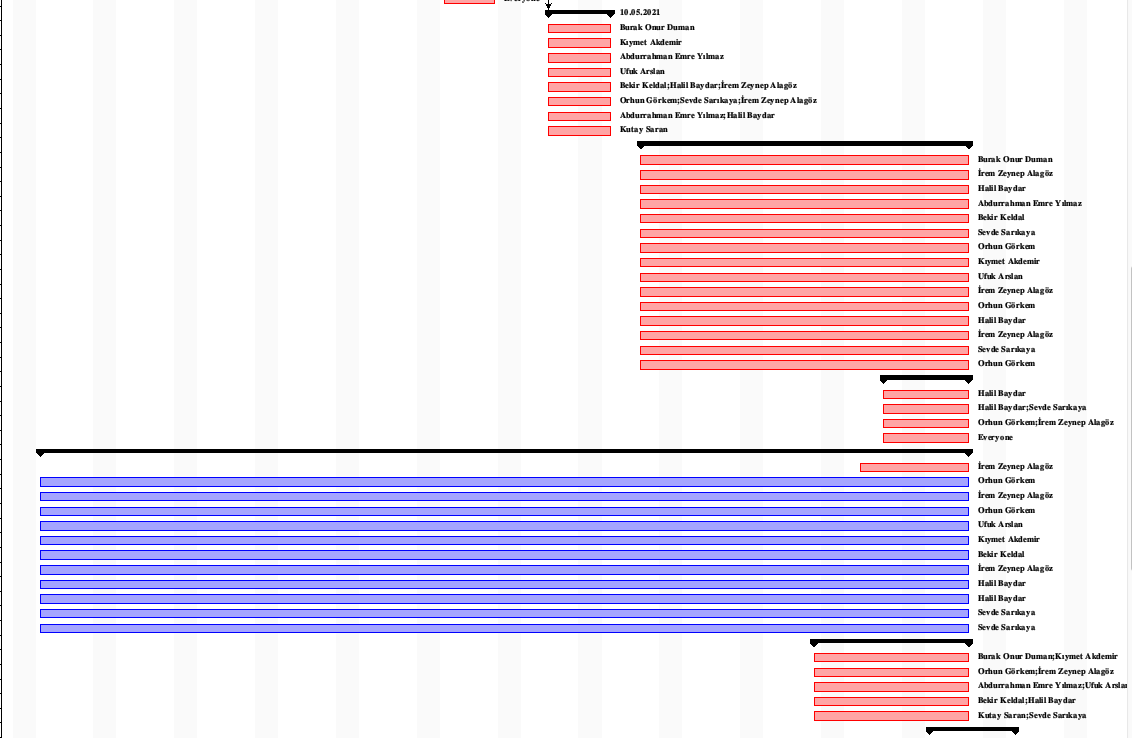 Everyone
10.05.2021
Burak Onur Duman
Kıymet Akdemir
Abdurrahman Emre Yılmaz
Ufuk Arslan
Bekir Keldal;Halil Baydar;İrem Zeynep Alagöz
Orhun Görkem;Sevde Sarıkaya;İrem Zeynep Alagöz
Abdurrahman Emre Yılmaz;Halil Baydar
Kutay Saran
Burak Onur Duman
İrem Zeynep Alagöz
Halil Baydar
Abdurrahman Emre Yılmaz
Bekir Keldal
Sevde Sarıkaya
Orhun Görkem
Kıymet Akdemir
Ufuk Arslan
İrem Zeynep Alagöz
Orhun Görkem
Halil Baydar
İrem Zeynep Alagöz
Sevde Sarıkaya
Orhun Görkem
Halil Baydar
Halil Baydar;Sevde Sarıkaya
Orhun Görkem;İrem Zeynep Alagöz
Everyone
İrem Zeynep Alagöz
Orhun Görkem
İrem Zeynep Alagöz
Orhun Görkem
Ufuk Arslan
Kıymet Akdemir
Bekir Keldal
İrem Zeynep Alagöz
Halil Baydar
Halil Baydar
Sevde Sarıkaya
Sevde Sarıkaya
Burak Onur Duman;Kıymet Akdemir
Orhun Görkem;İrem Zeynep Alagöz
Abdurrahman Emre Yılmaz;Ufuk Arslan
Bekir Keldal;Halil Baydar
Kutay Saran;Sevde Sarıkaya